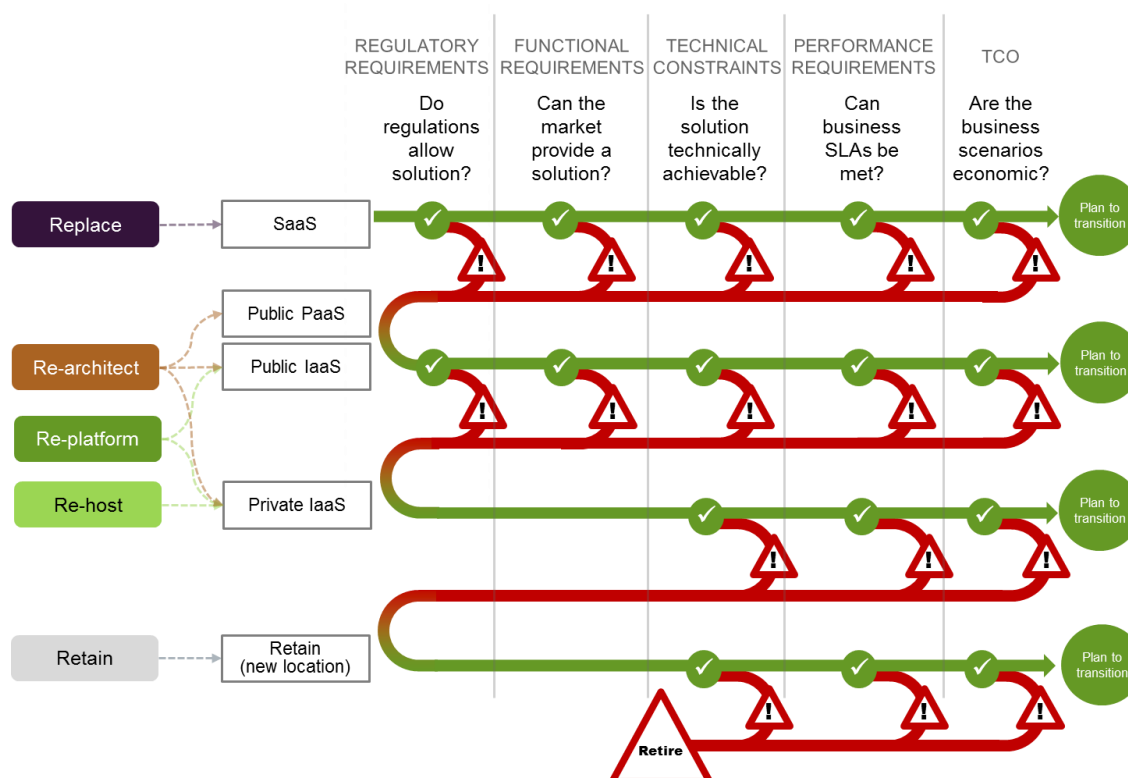 REGULATORY
REQUIREMENTS
FUNCTIONAL
REQUIREMENTS
TECHNICAL
CONSTRAINTS
PERFORMANCE
REQUIREMENTS
TCO
Do
regulations
allow
solution?
Can the
market
provide a
solution?
Is the
solution
technically
achievable?
Can
business
SLAs be
met?
Are the
business
scenarios
economic?
Replace
SaaS
!
!
!
!
!
Plan to
transition
Public PaaS
Re-architect
Public IaaS
!
!
!
!
!
Plan to
transition
Re-platform
Re-host
Private IaaS
!
!
!
Plan to
transition
Retain
Retain
(new location)
!
!
!
Plan to
transition
Retire